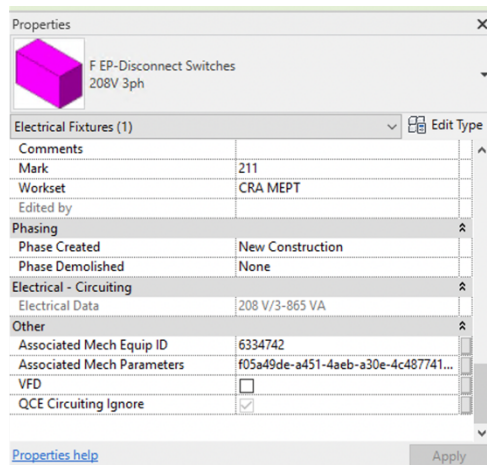 Properties
F EP-Disconnect Switches
208V 3ph
Electrical Fixtures (1)
Edit Type
Comments
Mark 211
Workset CRA MEPT
Edited by
Phasing
Phase Created New Construction
Phase Demolished None
Electrical - Circuiting
Electrical Data 208 V/3-865 VA
Other
Associated Mech Equip ID 6334742
Associated Mech Parameters f05a49de-a451-4aeb-a30e-4c487741...
VFD
QCE Circuiting Ignore
Properties help
Apply